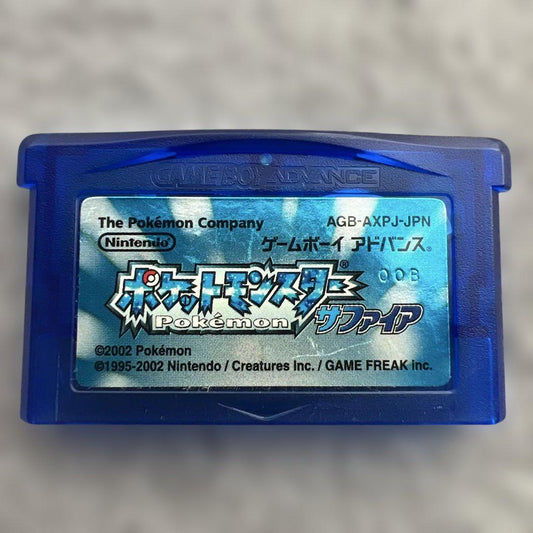 GAME BOY ADVANCE
The Pokémon Company AGB-AXPJ-JPN
Nintendo ゲームボーイ アドバンス®
00B
ポケットモンスター®
Pokémon サファイア
©2002 Pokémon
©1995-2002 Nintendo / Creatures Inc. / GAME FREAK inc.